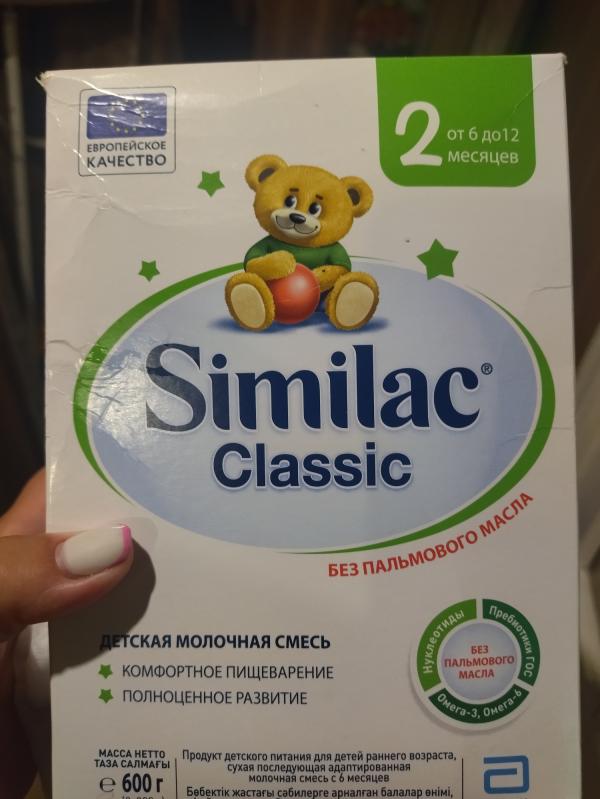 ЕВРОПЕЙСКОЕ
КАЧЕСТВО
2 от 6 до 12
месяцев
Similac®
Classic
БЕЗ ПАЛЬМОВОГО МАСЛА
ДЕТСКАЯ МОЛОЧНАЯ СМЕСЬ
КОМФОРТНОЕ ПИЩЕВАРЕНИЕ
ПОЛНОЦЕННОЕ РАЗВИТИЕ
Нуклеотиды
Пребиотики ГОС
БЕЗ
ПАЛЬМОВОГО
МАСЛА
Омега-3, Омега-6
МАССА НЕТТО
ТАЗА САЛМАҒЫ
℮ 600 г
Продукт детского питания для детей раннего возраста,
сухая последующая адаптированная
молочная смесь с 6 месяцев
Бөбектік жастағы сәбилерге арналған балалар өнімі,